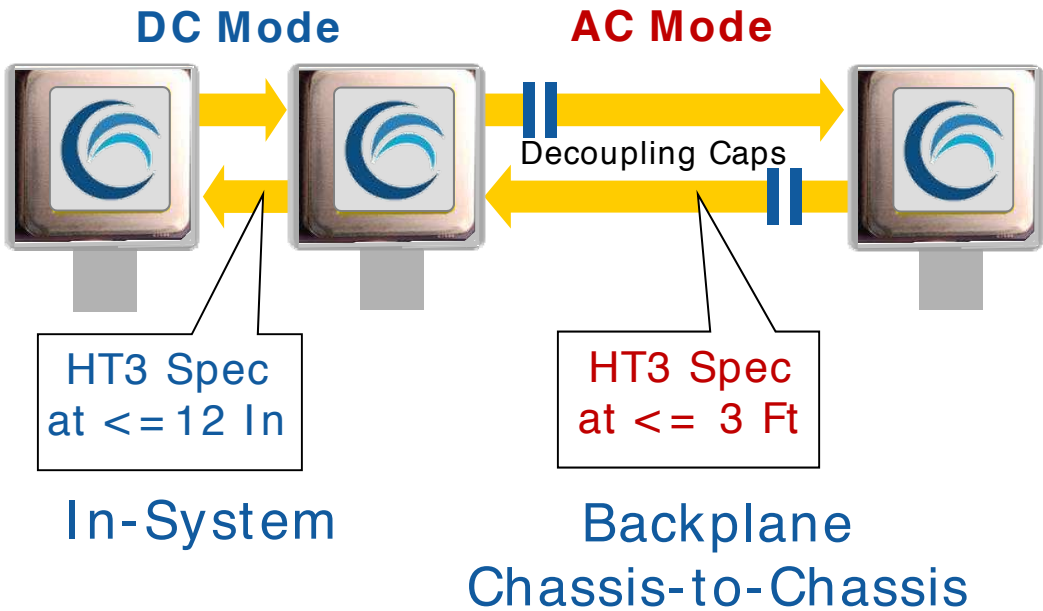 DC Mode
AC Mode
Decoupling Caps
HT3 Spec
at <=12 In
HT3 Spec
at <= 3 Ft
In-System
Backplane
Chassis-to-Chassis